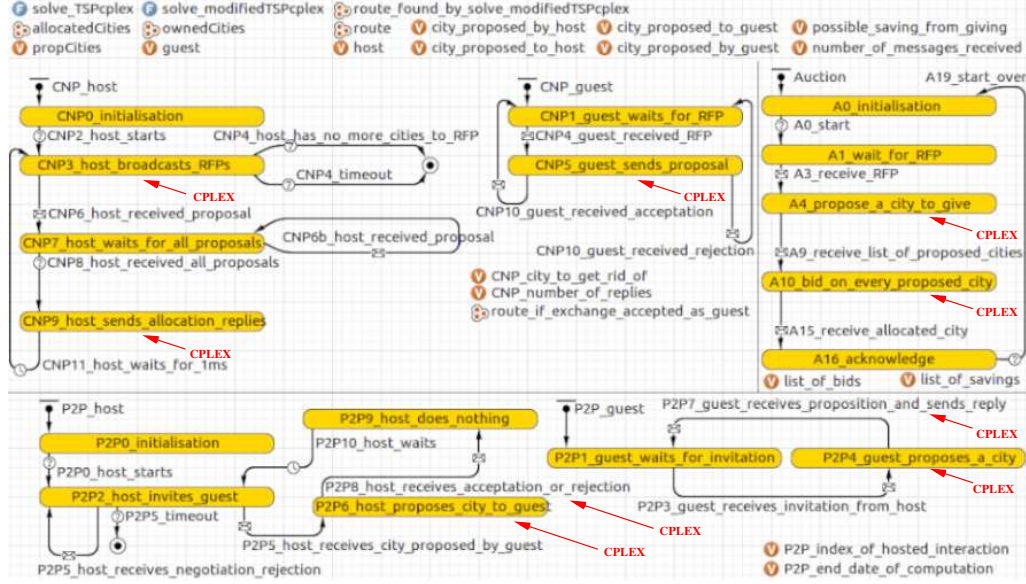 solve_TSPcplex solve_modifiedTSPcplex route_found_by_solve_modifiedTSPcplex
allocatedCities ownedCities route city_proposed_by_host city_proposed_to_guest possible_saving_from_giving
propCities guest host city_proposed_to_host city_proposed_by_guest number_of_messages_received
CNP_host
CNP0_initialisation
CNP2_host_starts
CNP4_host_has_no_more_cities_to_RFP
CNP3_host_broadcasts_RFPs
CNP4_timeout
CPLEX
CNP6_host_received_proposal
CNP7_host_waits_for_all_proposals
CNP6b_host_received_proposal
CNP8_host_received_all_proposals
CNP9_host_sends_allocation_replies
CPLEX
CNP11_host_waits_for_1ms
CNP_guest
CNP1_guest_waits_for_RFP
CNP4_guest_received_RFP
CNP5_guest_sends_proposal
CPLEX
CNP10_guest_received_acceptation
CNP10_guest_received_rejection
CNP_city_to_get_rid_of
CNP_number_of_replies
route_if_exchange_accepted_as_guest
Auction
A19_start_over
A0_initialisation
A0_start
A1_wait_for_RFP
A3_receive_RFP
A4_propose_a_city_to_give
CPLEX
A9_receive_list_of_proposed_cities
A10_bid_on_every_proposed_city
CPLEX
A15_receive_allocated_city
A16_acknowledge
list_of_bids list_of_savings
P2P_host
P2P0_initialisation
P2P0_host_starts
P2P2_host_invites_guest
P2P5_timeout
P2P5_host_receives_negotiation_rejection
P2P9_host_does_nothing
P2P10_host_waits
P2P8_host_receives_acceptation_or_rejection
P2P6_host_proposes_city_to_guest
CPLEX
P2P5_host_receives_city_proposed_by_guest
CPLEX
P2P_guest
P2P7_guest_receives_proposition_and_sends_reply
CPLEX
P2P1_guest_waits_for_invitation
P2P4_guest_proposes_a_city
CPLEX
P2P3_guest_receives_invitation_from_host
P2P_index_of_hosted_interaction
P2P_end_date_of_computation